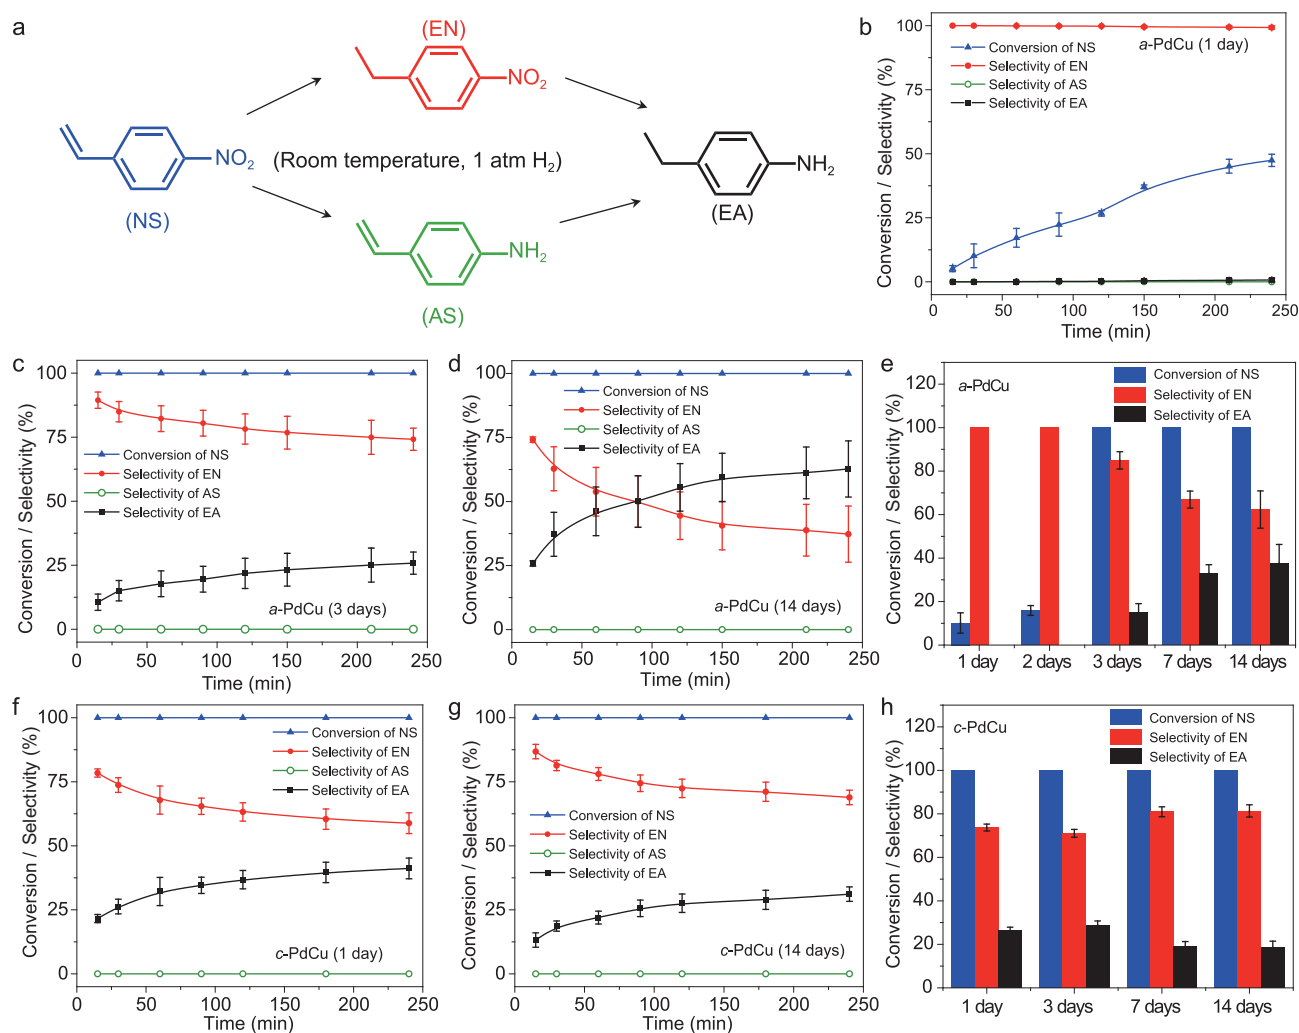 a
(EN)
NO2
NO2
(Room temperature, 1 atm H2)
NH2
(NS)
(EA)
NH2
(AS)
b
100
75
50
25
0
Conversion / Selectivity (%)
a-PdCu (1 day)
Conversion of NS
Selectivity of EN
Selectivity of AS
Selectivity of EA
0 50 100 150 200 250
Time (min)
c
100
75
50
25
0
Conversion / Selectivity (%)
Conversion of NS
Selectivity of EN
Selectivity of AS
Selectivity of EA
a-PdCu (3 days)
0 50 100 150 200 250
Time (min)
d
100
75
50
25
0
Conversion / Selectivity (%)
Conversion of NS
Selectivity of EN
Selectivity of AS
Selectivity of EA
a-PdCu (14 days)
0 50 100 150 200 250
Time (min)
e
120
100
80
60
40
20
0
Conversion / Selectivity (%)
a-PdCu
Conversion of NS
Selectivity of EN
Selectivity of EA
1 day 2 days 3 days 7 days 14 days
f
100
75
50
25
0
Conversion / Selectivity (%)
Conversion of NS
Selectivity of EN
Selectivity of AS
Selectivity of EA
c-PdCu (1 day)
0 50 100 150 200 250
Time (min)
g
100
75
50
25
0
Conversion / Selectivity (%)
Conversion of NS
Selectivity of EN
Selectivity of AS
Selectivity of EA
c-PdCu (14 days)
0 50 100 150 200 250
Time (min)
h
120
100
80
60
40
20
0
Conversion / Selectivity (%)
c-PdCu
Conversion of NS
Selectivity of EN
Selectivity of EA
1 day 3 days 7 days 14 days